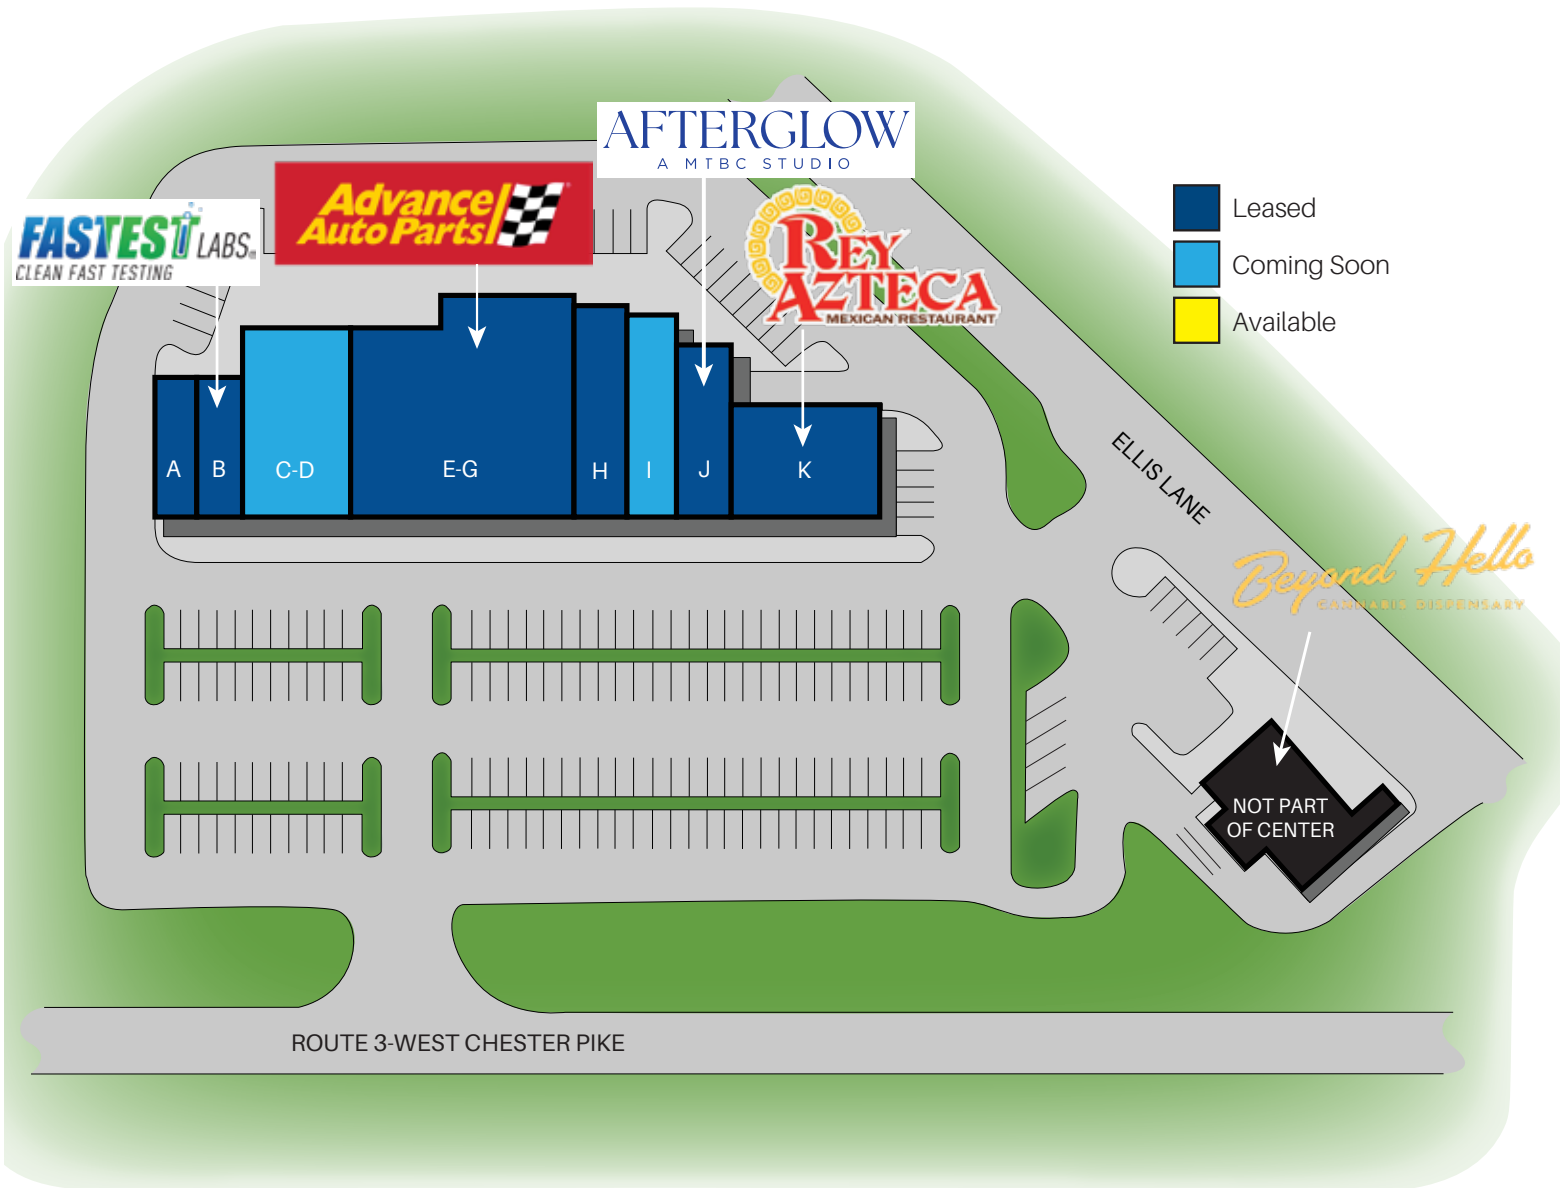 AFTERGLOW
A MTBC STUDIO
Advance
Auto Parts
FASTEST LABS
CLEAN FAST TESTING
REY
AZTECA
MEXICAN RESTAURANT
Leased
Coming Soon
Available
A
B
C-D
E-G
H
I
J
K
ELLIS LANE
Beyond Hello
CANNABIS DISPENSARY
NOT PART
OF CENTER
ROUTE 3-WEST CHESTER PIKE